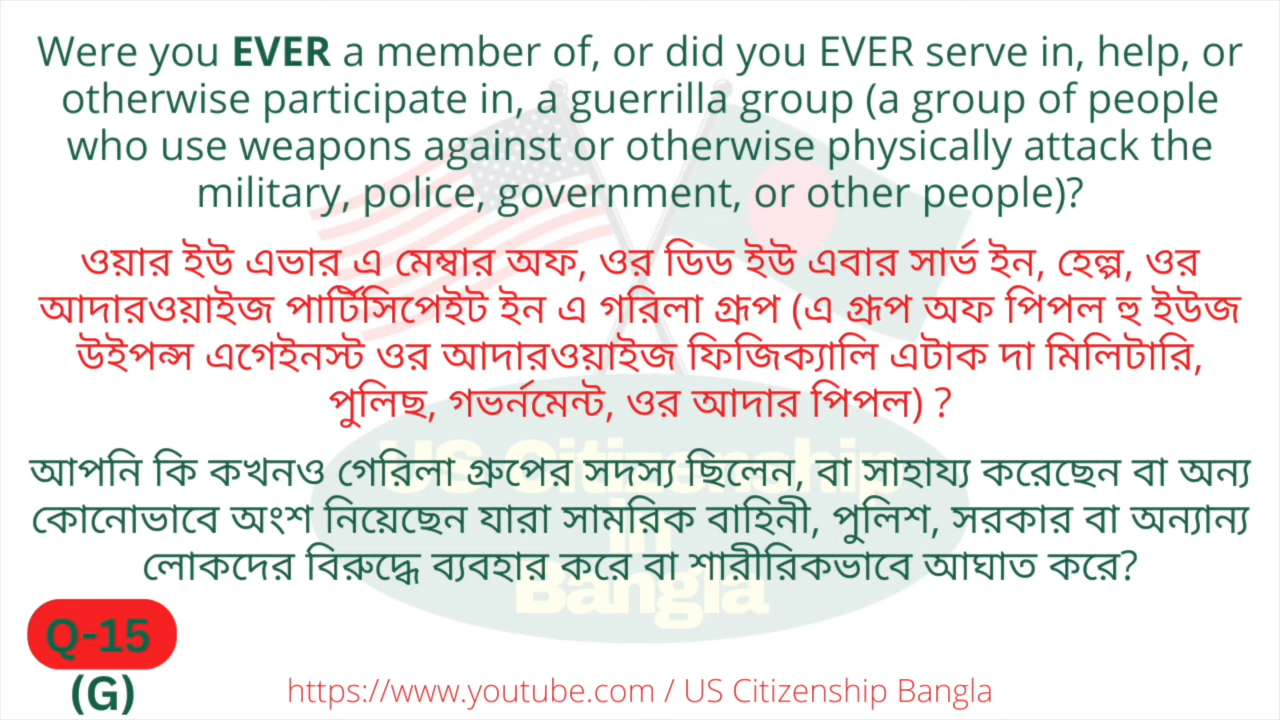 Were you EVER a member of, or did you EVER serve in, help, or
otherwise participate in, a guerrilla group (a group of people
who use weapons against or otherwise physically attack the
military, police, government, or other people)?
ওয়ার ইউ এভার এ মেম্বার অফ, ওর ডিড ইউ এবার সার্ভ ইন, হেল্প, ওর
আদারওয়াইজ পার্টিসিপেইট ইন এ গরিলা গ্রূপ (এ গ্রূপ অফ পিপল হু ইউজ
উইপন্স এগেইনস্ট ওর আদারওয়াইজ ফিজিক্যালি এটাক দা মিলিটারি,
পুলিছ, গভর্নমেন্ট, ওর আদার পিপল) ?
আপনি কি কখনও গেরিলা গ্রুপের সদস্য ছিলেন, বা সাহায্য করেছেন বা অন্য
কোনোভাবে অংশ নিয়েছেন যারা সামরিক বাহিনী, পুলিশ, সরকার বা অন্যান্য
লোকদের বিরুদ্ধে ব্যবহার করে বা শারীরিকভাবে আঘাত করে?
US Citizenship
in
Bangla
Q-15
(G)
https://www.youtube.com / US Citizenship Bangla